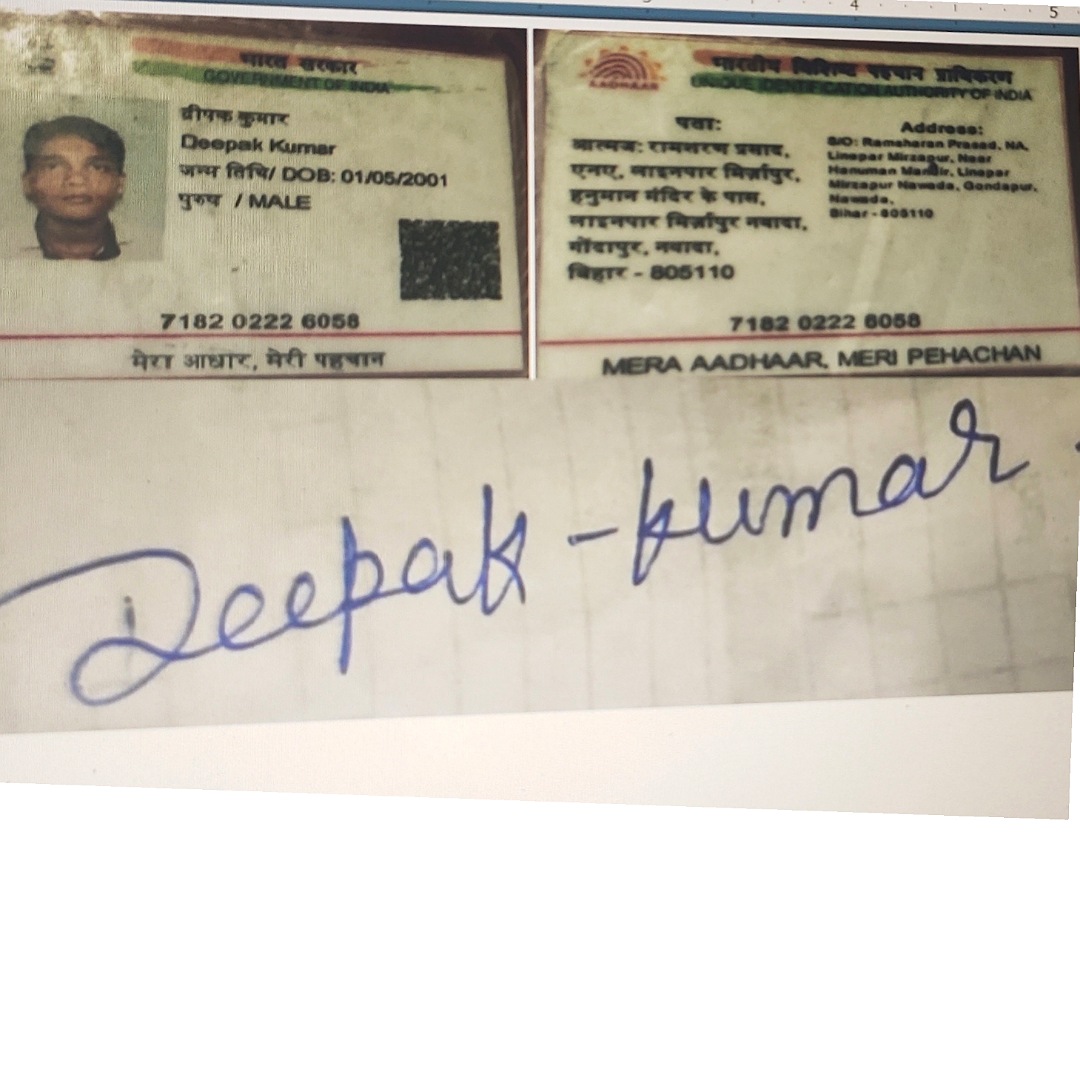 4 5
भारत सरकार
GOVERNMENT OF INDIA
दीपक कुमार
Deepak Kumar
जन्म तिथि/ DOB: 01/05/2001
पुरुष / MALE
7182 0222 6058
मेरा आधार, मेरी पहचान
AADHAAR
भारतीय विशिष्ट पहचान प्राधिकरण
UNIQUE IDENTIFICATION AUTHORITY OF INDIA
पता:
आत्मज: रामशरण प्रसाद,
एनए, लाइनपार मिर्ज़ापुर,
हनुमान मंदिर के पास,
लाइनपार मिर्ज़ापुर नवादा,
गोंदापुर, नवादा,
बिहार - 805110
Address:
S/O: Ramsharan Prasad, NA,
Linepar Mirzapur, Near
Hanuman Mandir, Linepar
Mirzapur Nawada, Gondapur,
Nawada,
Bihar - 805110
7182 0222 6058
MERA AADHAAR, MERI PEHACHAN
Deepak - kumar